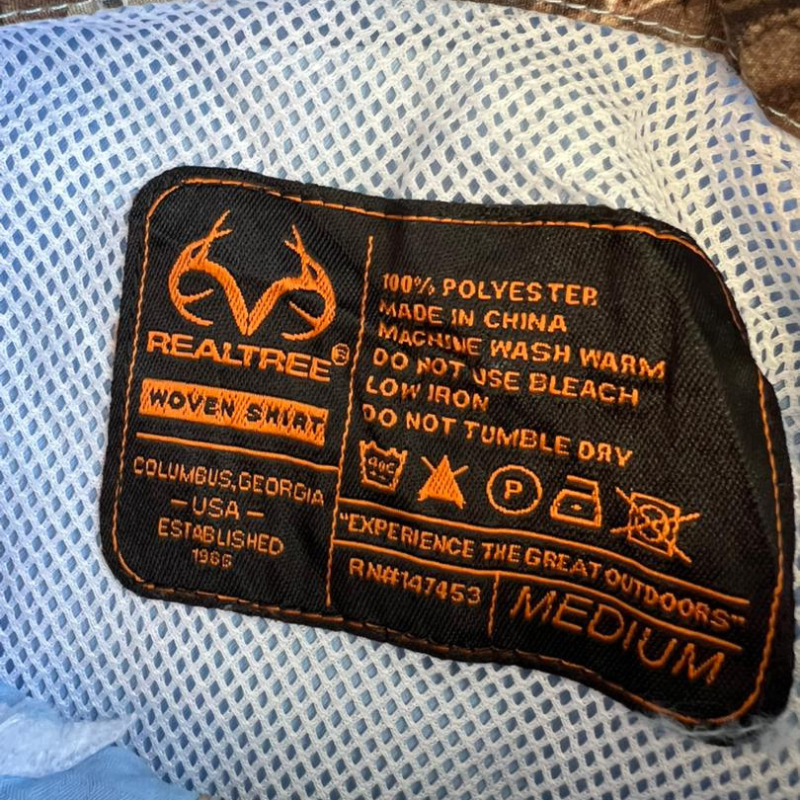 REALTREE®
WOVEN SHIRT
COLUMBUS, GEORGIA
— USA —
ESTABLISHED
1986
100% POLYESTER
MADE IN CHINA
MACHINE WASH WARM
DO NOT USE BLEACH
LOW IRON
DO NOT TUMBLE DRY
P
"EXPERIENCE THE GREAT OUTDOORS"
RN#147453
MEDIUM